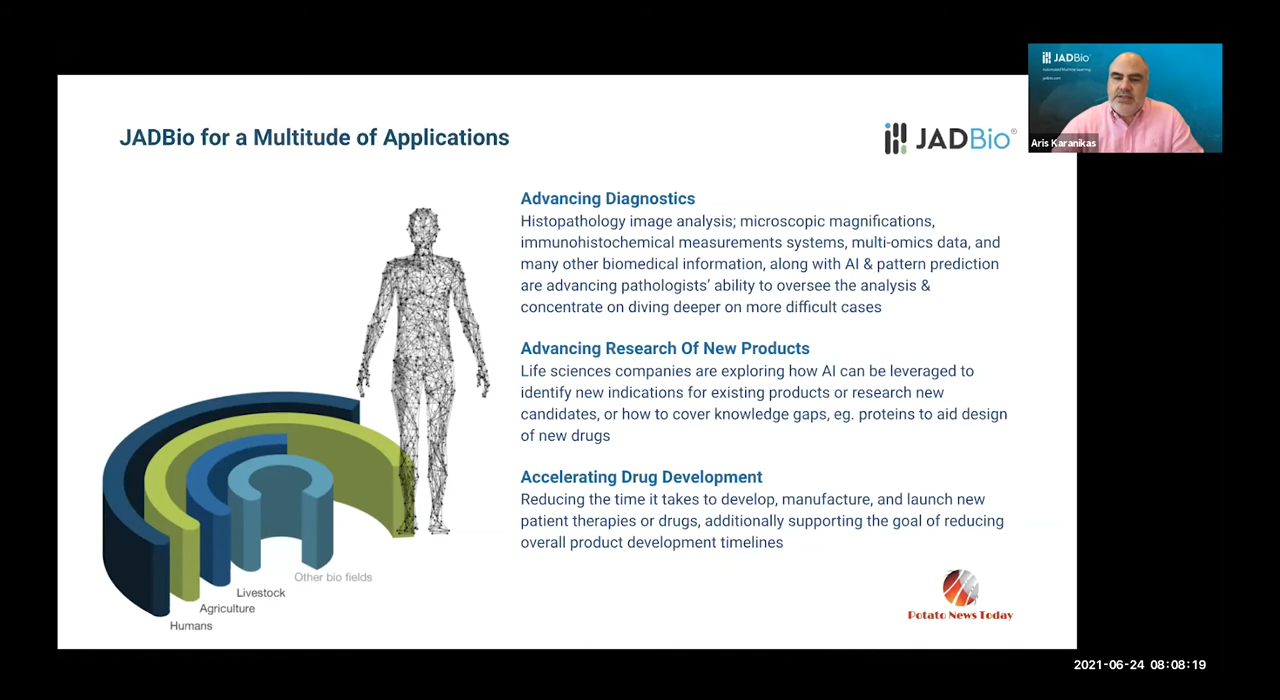 JADBio for a Multitude of Applications
JADBio®
JADBio
Automated Machine Learning
jadbio.com
Aris Karanikas
Advancing Diagnostics
Histopathology image analysis; microscopic magnifications,
immunohistochemical measurements systems, multi-omics data, and
many other biomedical information, along with AI & pattern prediction
are advancing pathologists’ ability to oversee the analysis &
concentrate on diving deeper on more difficult cases
Advancing Research Of New Products
Life sciences companies are exploring how AI can be leveraged to
identify new indications for existing products or research new
candidates, or how to cover knowledge gaps, eg. proteins to aid design
of new drugs
Accelerating Drug Development
Reducing the time it takes to develop, manufacture, and launch new
patient therapies or drugs, additionally supporting the goal of reducing
overall product development timelines
Other bio fields
Livestock
Agriculture
Humans
Potato News Today
2021-06-24 08:08:19